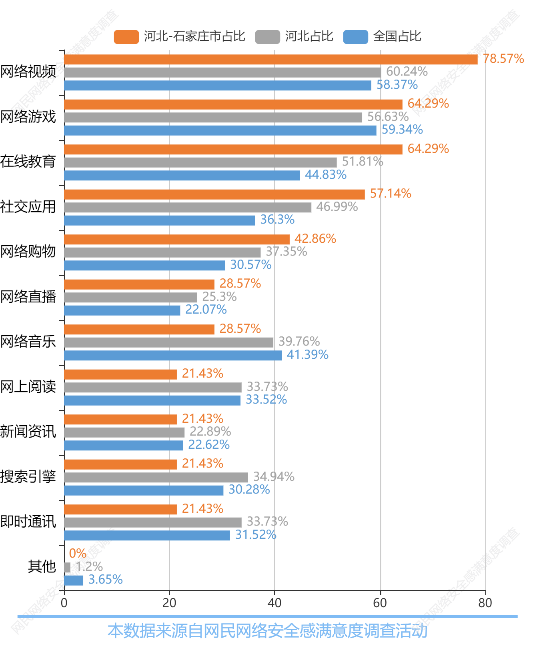 河北-石家庄市占比 河北占比 全国占比
网络视频 78.57% 60.24% 58.37%
网络游戏 64.29% 56.63% 59.34%
在线教育 64.29% 51.81% 44.83%
社交应用 57.14% 46.99% 36.3%
网络购物 42.86% 37.35% 30.57%
网络直播 28.57% 25.3% 22.07%
网络音乐 28.57% 39.76% 41.39%
网上阅读 21.43% 33.73% 33.52%
新闻资讯 21.43% 22.89% 22.62%
搜索引擎 21.43% 34.94% 30.28%
即时通讯 21.43% 33.73% 31.52%
其他 0% 1.2% 3.65%
0 20 40 60 80
本数据来源自网民网络安全感满意度调查活动